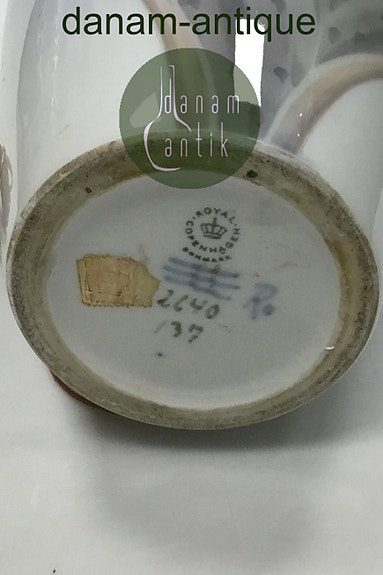 danam-antique
danam
antik
ROYAL
COPENHAGEN
DENMARK
2640
137